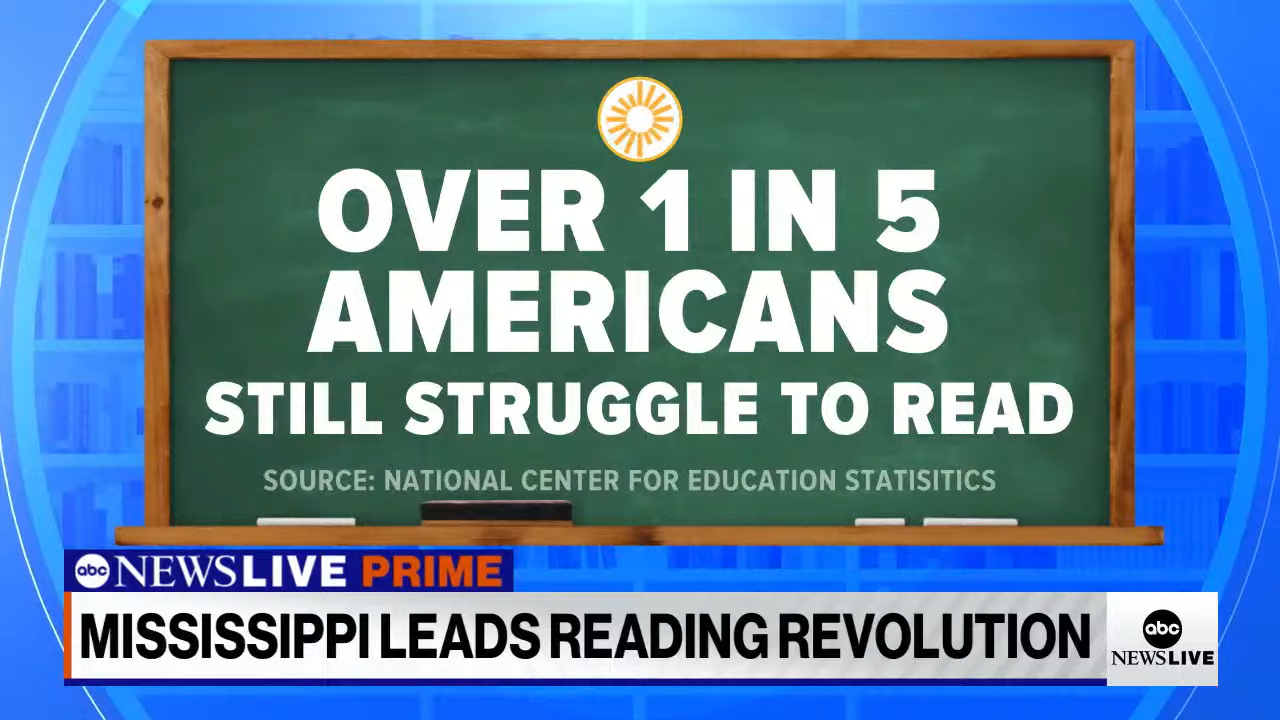 OVER 1 IN 5
AMERICANS
STILL STRUGGLE TO READ
SOURCE: NATIONAL CENTER FOR EDUCATION STATISITICS
abc NEWS LIVE PRIME
MISSISSIPPI LEADS READING REVOLUTION
abc
NEWS LIVE